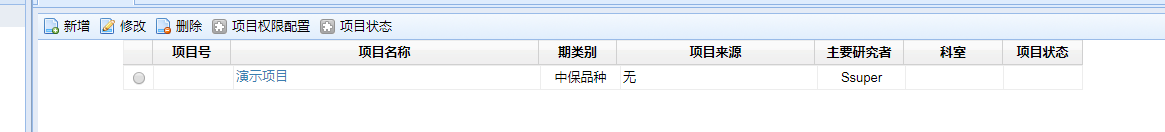 新增 修改 删除 项目权限配置 项目状态
项目号 项目名称 期类别 项目来源 主要研究者 科室 项目状态
演示项目 中保品种 无 Ssuper